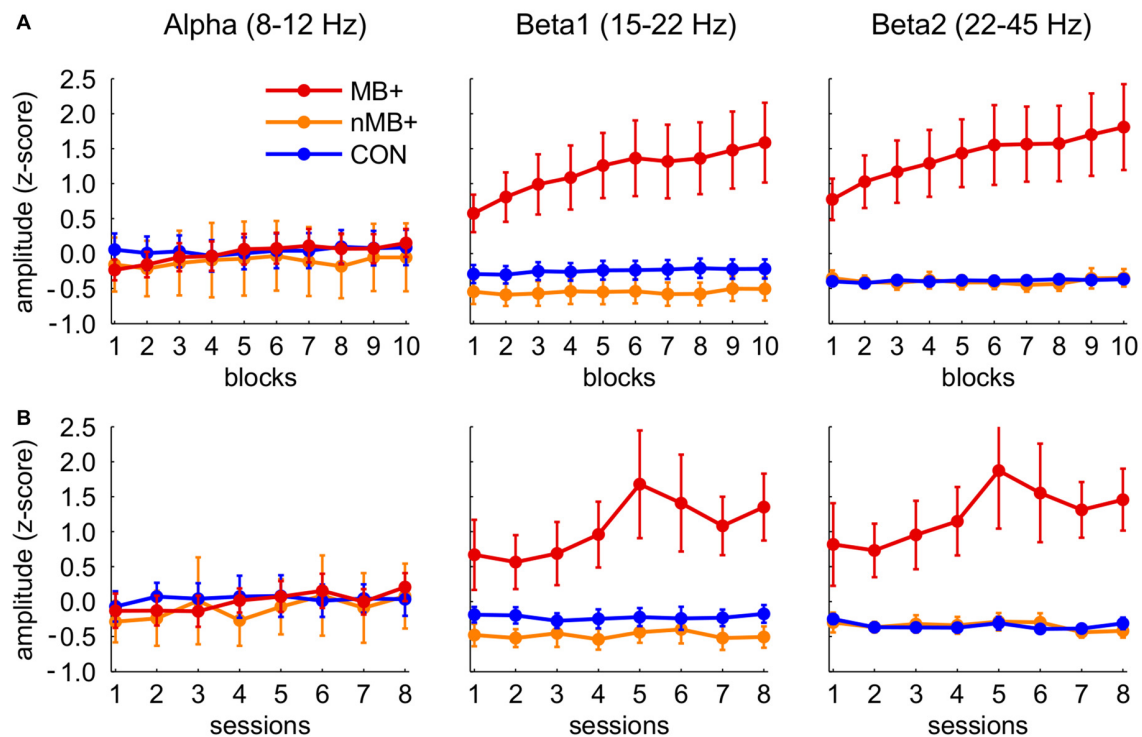 A Alpha (8-12 Hz) Beta1 (15-22 Hz) Beta2 (22-45 Hz)
amplitude (z-score)
2.5
2.0
1.5
1.0
0.5
0.0
-0.5
-1.0
MB+
nMB+
CON
1 2 3 4 5 6 7 8 9 10 1 2 3 4 5 6 7 8 9 10 1 2 3 4 5 6 7 8 9 10
blocks blocks blocks
B
amplitude (z-score)
2.5
2.0
1.5
1.0
0.5
0.0
-0.5
-1.0
1 2 3 4 5 6 7 8 1 2 3 4 5 6 7 8 1 2 3 4 5 6 7 8
sessions sessions sessions